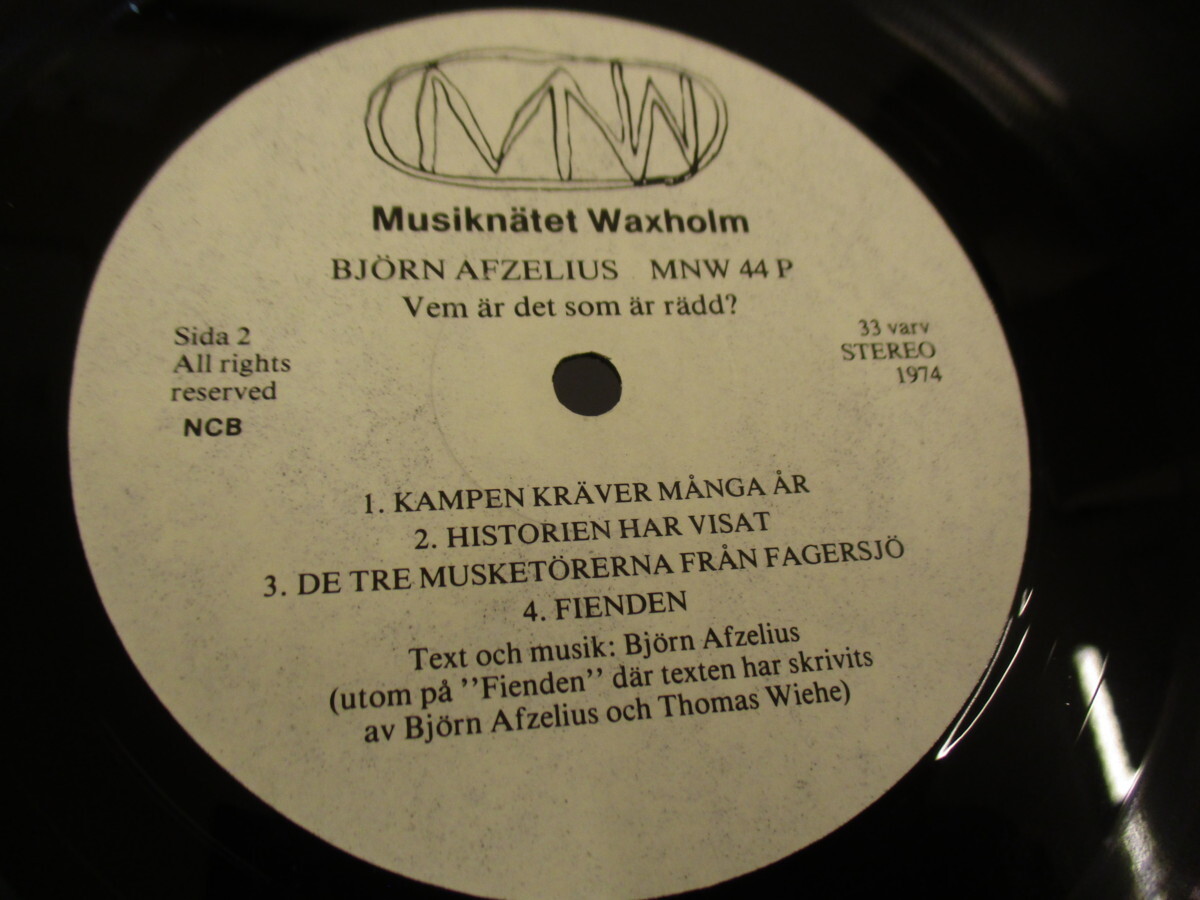 MNW
Musiknätet Waxholm
BJÖRN AFZELIUS MNW 44 P
Vem är det som är rädd?
Sida 2
All rights
reserved
NCB
33 varv
STEREO
1974
1. KAMPEN KRÄVER MÅNGA ÅR
2. HISTORIEN HAR VISAT
3. DE TRE MUSKETÖRERNA FRÅN FAGERSJÖ
4. FIENDEN
Text och musik: Björn Afzelius
(utom på ''Fienden'' där texten har skrivits
av Björn Afzelius och Thomas Wiehe)